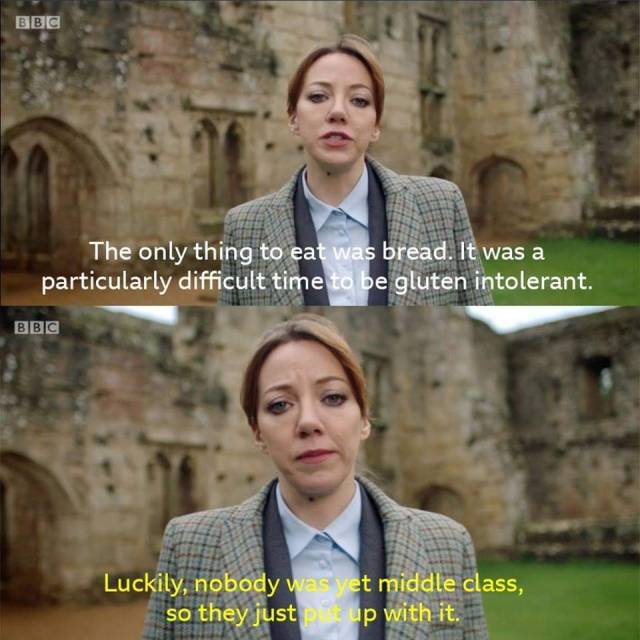 BBC
The only thing to eat was bread. It was a
particularly difficult time to be gluten intolerant.
BBC
Luckily, nobody was yet middle class,
so they just put up with it.